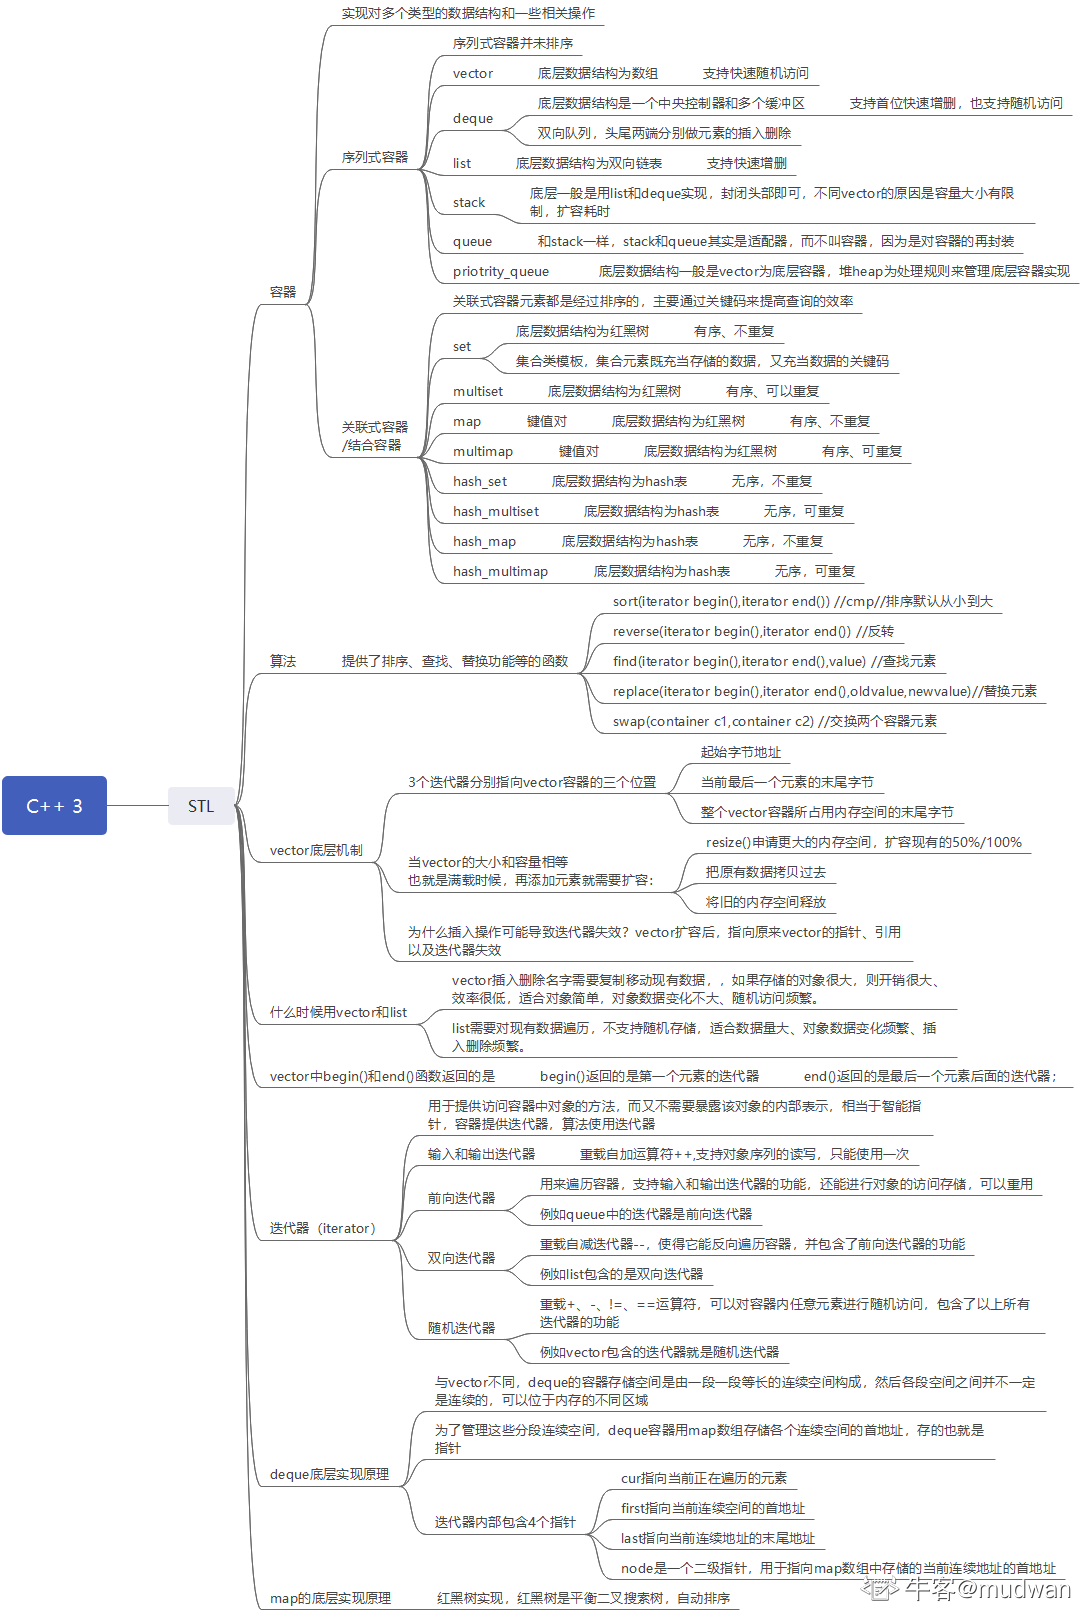 C++ 3
STL
容器
实现对多个类型的数据结构和一些相关操作
序列式容器
序列式容器并未排序
vector 底层数据结构为数组 支持快速随机访问
deque
底层数据结构是一个中央控制器和多个缓冲区 支持首位快速增删，也支持随机访问
双向队列，头尾两端分别做元素的插入删除
list 底层数据结构为双向链表 支持快速增删
stack
底层一般是用list和deque实现，封闭头部即可，不同vector的原因是容量大小有限
制，扩容耗时
queue 和stack一样，stack和queue其实是适配器，而不叫容器，因为是对容器的再封装
priotrity_queue 底层数据结构一般是vector为底层容器，堆heap为处理规则来管理底层容器实现
关联式容器
/结合容器
关联式容器元素都是经过排序的，主要通过关键码来提高查询的效率
set
底层数据结构为红黑树 有序、不重复
集合类模板，集合元素既充当存储的数据，又充当数据的关键码
multiset 底层数据结构为红黑树 有序、可以重复
map 键值对 底层数据结构为红黑树 有序、不重复
multimap 键值对 底层数据结构为红黑树 有序、可重复
hash_set 底层数据结构为hash表 无序，不重复
hash_multiset 底层数据结构为hash表 无序，可重复
hash_map 底层数据结构为hash表 无序，不重复
hash_multimap 底层数据结构为hash表 无序，可重复
算法 提供了排序、查找、替换功能等的函数
sort(iterator begin(),iterator end()) //cmp//排序默认从小到大
reverse(iterator begin(),iterator end()) //反转
find(iterator begin(),iterator end(),value) //查找元素
replace(iterator begin(),iterator end(),oldvalue,newvalue)//替换元素
swap(container c1,container c2) //交换两个容器元素
vector底层机制
3个迭代器分别指向vector容器的三个位置
起始字节地址
当前最后一个元素的末尾字节
整个vector容器所占用内存空间的末尾字节
当vector的大小和容量相等
也就是满载时候，再添加元素就需要扩容：
resize()申请更大的内存空间，扩容现有的50%/100%
把原有数据拷贝过去
将旧的内存空间释放
为什么插入操作可能导致迭代器失效？vector扩容后，指向原来vector的指针、引用
以及迭代器失效
什么时候用vector和list
vector插入删除名字需要复制移动现有数据，，如果存储的对象很大，则开销很大、
效率很低，适合对象简单，对象数据变化不大、随机访问频繁。
list需要对现有数据遍历，不支持随机存储，适合数据量大、对象数据变化频繁、插
入删除频繁。
vector中begin()和end()函数返回的是 begin()返回的是第一个元素的迭代器 end()返回的是最后一个元素后面的迭代器；
迭代器（iterator）
用于提供访问容器中对象的方法，而又不需要暴露该对象的内部表示，相当于智能指
针，容器提供迭代器，算法使用迭代器
输入和输出迭代器 重载自加运算符++,支持对象序列的读写，只能使用一次
前向迭代器
用来遍历容器，支持输入和输出迭代器的功能，还能进行对象的访问存储，可以重用
例如queue中的迭代器是前向迭代器
双向迭代器
重载自减迭代器--，使得它能反向遍历容器，并包含了前向迭代器的功能
例如list包含的是双向迭代器
随机迭代器
重载+、-、!=、==运算符，可以对容器内任意元素进行随机访问，包含了以上所有
迭代器的功能
例如vector包含的迭代器就是随机迭代器
deque底层实现原理
与vector不同，deque的容器存储空间是由一段一段等长的连续空间构成，然后各段空间之间并不一定
是连续的，可以位于内存的不同区域
为了管理这些分段连续空间，deque容器用map数组存储各个连续空间的首地址，存的也就是
指针
迭代器内部包含4个指针
cur指向当前正在遍历的元素
first指向当前连续空间的首地址
last指向当前连续地址的末尾地址
node是一个二级指针，用于指向map数组中存储的当前连续地址的首地址
map的底层实现原理 红黑树实现，红黑树是平衡二叉搜索树，自动排序
牛客@mudwan